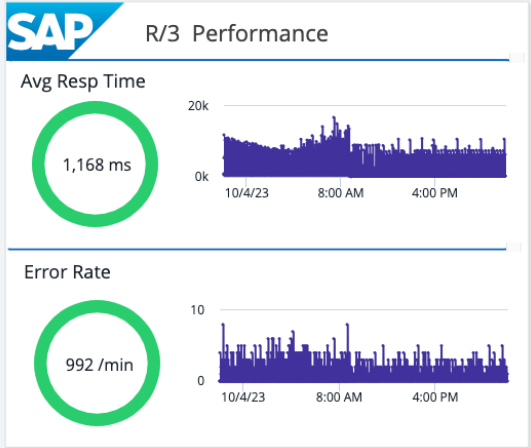 SAP R/3 Performance
Avg Resp Time
1,168 ms
20k
0k
10/4/23 8:00 AM 4:00 PM
Error Rate
992 /min
10
0
10/4/23 8:00 AM 4:00 PM